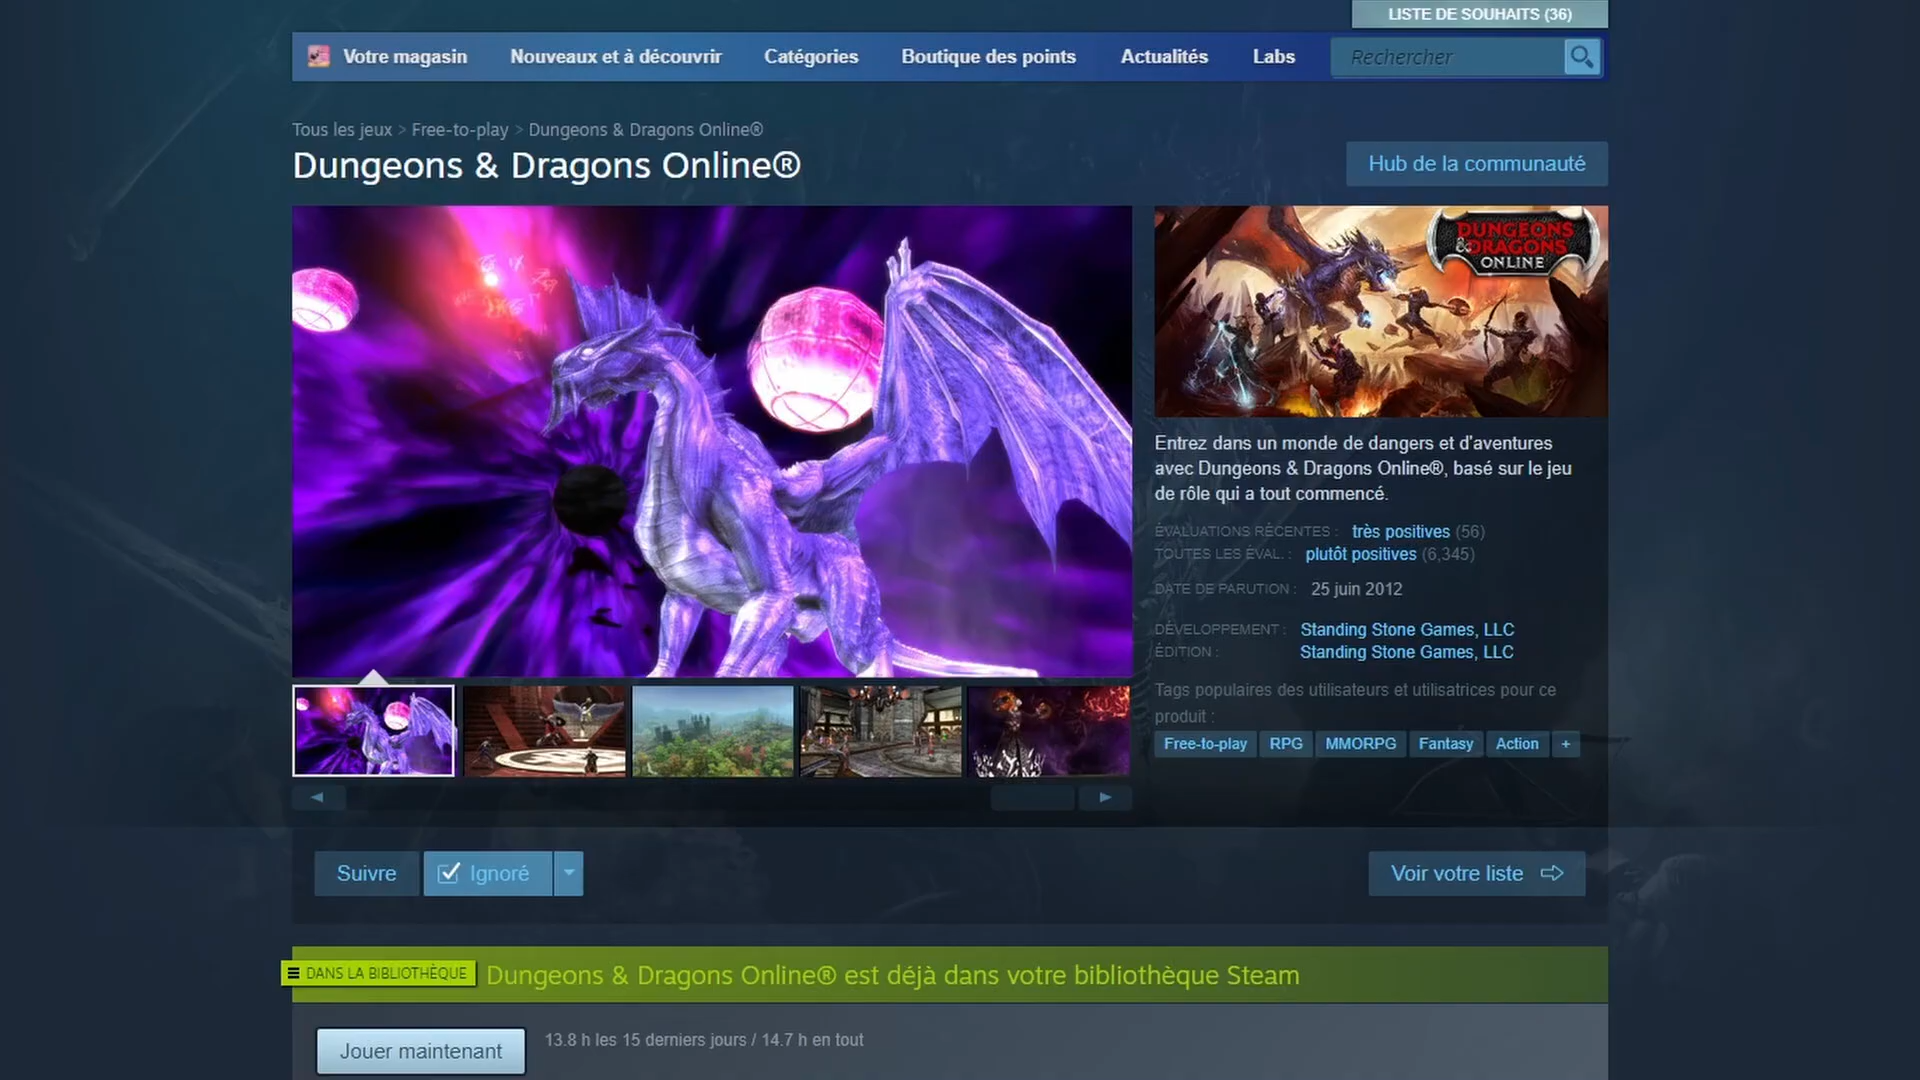 LISTE DE SOUHAITS (36)
Votre magasin
Nouveaux et à découvrir
Catégories
Boutique des points
Actualités
Labs
Rechercher
Tous les jeux > Free-to-play > Dungeons & Dragons Online®
Dungeons & Dragons Online®
Hub de la communauté
DUNGEONS
& DRAGONS
ONLINE
Entrez dans un monde de dangers et d'aventures
avec Dungeons & Dragons Online®, basé sur le jeu
de rôle qui a tout commencé.
ÉVALUATIONS RÉCENTES : très positives (56)
TOUTES LES ÉVAL. : plutôt positives (6,345)
DATE DE PARUTION : 25 juin 2012
DÉVELOPPEMENT : Standing Stone Games, LLC
ÉDITION : Standing Stone Games, LLC
Tags populaires des utilisateurs et utilisatrices pour ce
produit :
Free-to-play
RPG
MMORPG
Fantasy
Action
+
Suivre
Ignoré
Voir votre liste
DANS LA BIBLIOTHÈQUE
Dungeons & Dragons Online® est déjà dans votre bibliothèque Steam
Jouer maintenant
13.8 h les 15 derniers jours / 14.7 h en tout